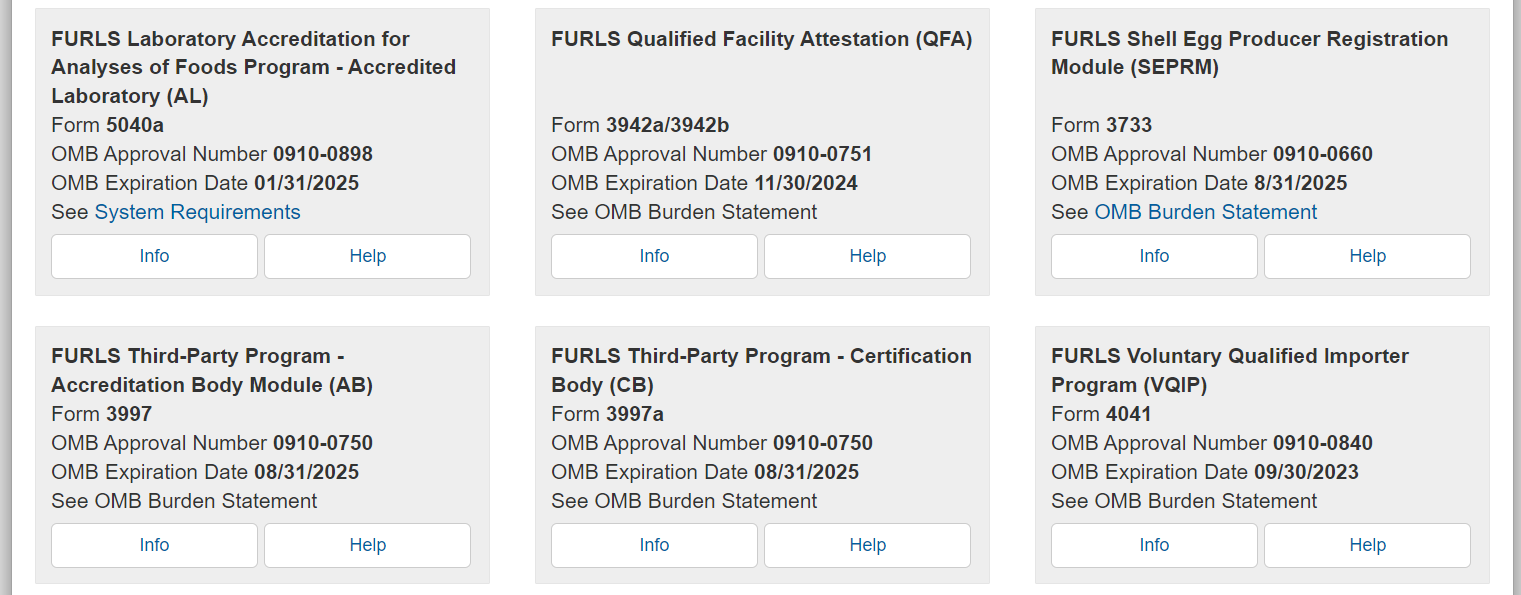 FURLS Laboratory Accreditation for
Analyses of Foods Program - Accredited
Laboratory (AL)
Form 5040a
OMB Approval Number 0910-0898
OMB Expiration Date 01/31/2025
See System Requirements
Info
Help
FURLS Qualified Facility Attestation (QFA)
Form 3942a/3942b
OMB Approval Number 0910-0751
OMB Expiration Date 11/30/2024
See OMB Burden Statement
Info
Help
FURLS Shell Egg Producer Registration
Module (SEPRM)
Form 3733
OMB Approval Number 0910-0660
OMB Expiration Date 8/31/2025
See OMB Burden Statement
Info
Help
FURLS Third-Party Program -
Accreditation Body Module (AB)
Form 3997
OMB Approval Number 0910-0750
OMB Expiration Date 08/31/2025
See OMB Burden Statement
Info
Help
FURLS Third-Party Program - Certification
Body (CB)
Form 3997a
OMB Approval Number 0910-0750
OMB Expiration Date 08/31/2025
See OMB Burden Statement
Info
Help
FURLS Voluntary Qualified Importer
Program (VQIP)
Form 4041
OMB Approval Number 0910-0840
OMB Expiration Date 09/30/2023
See OMB Burden Statement
Info
Help